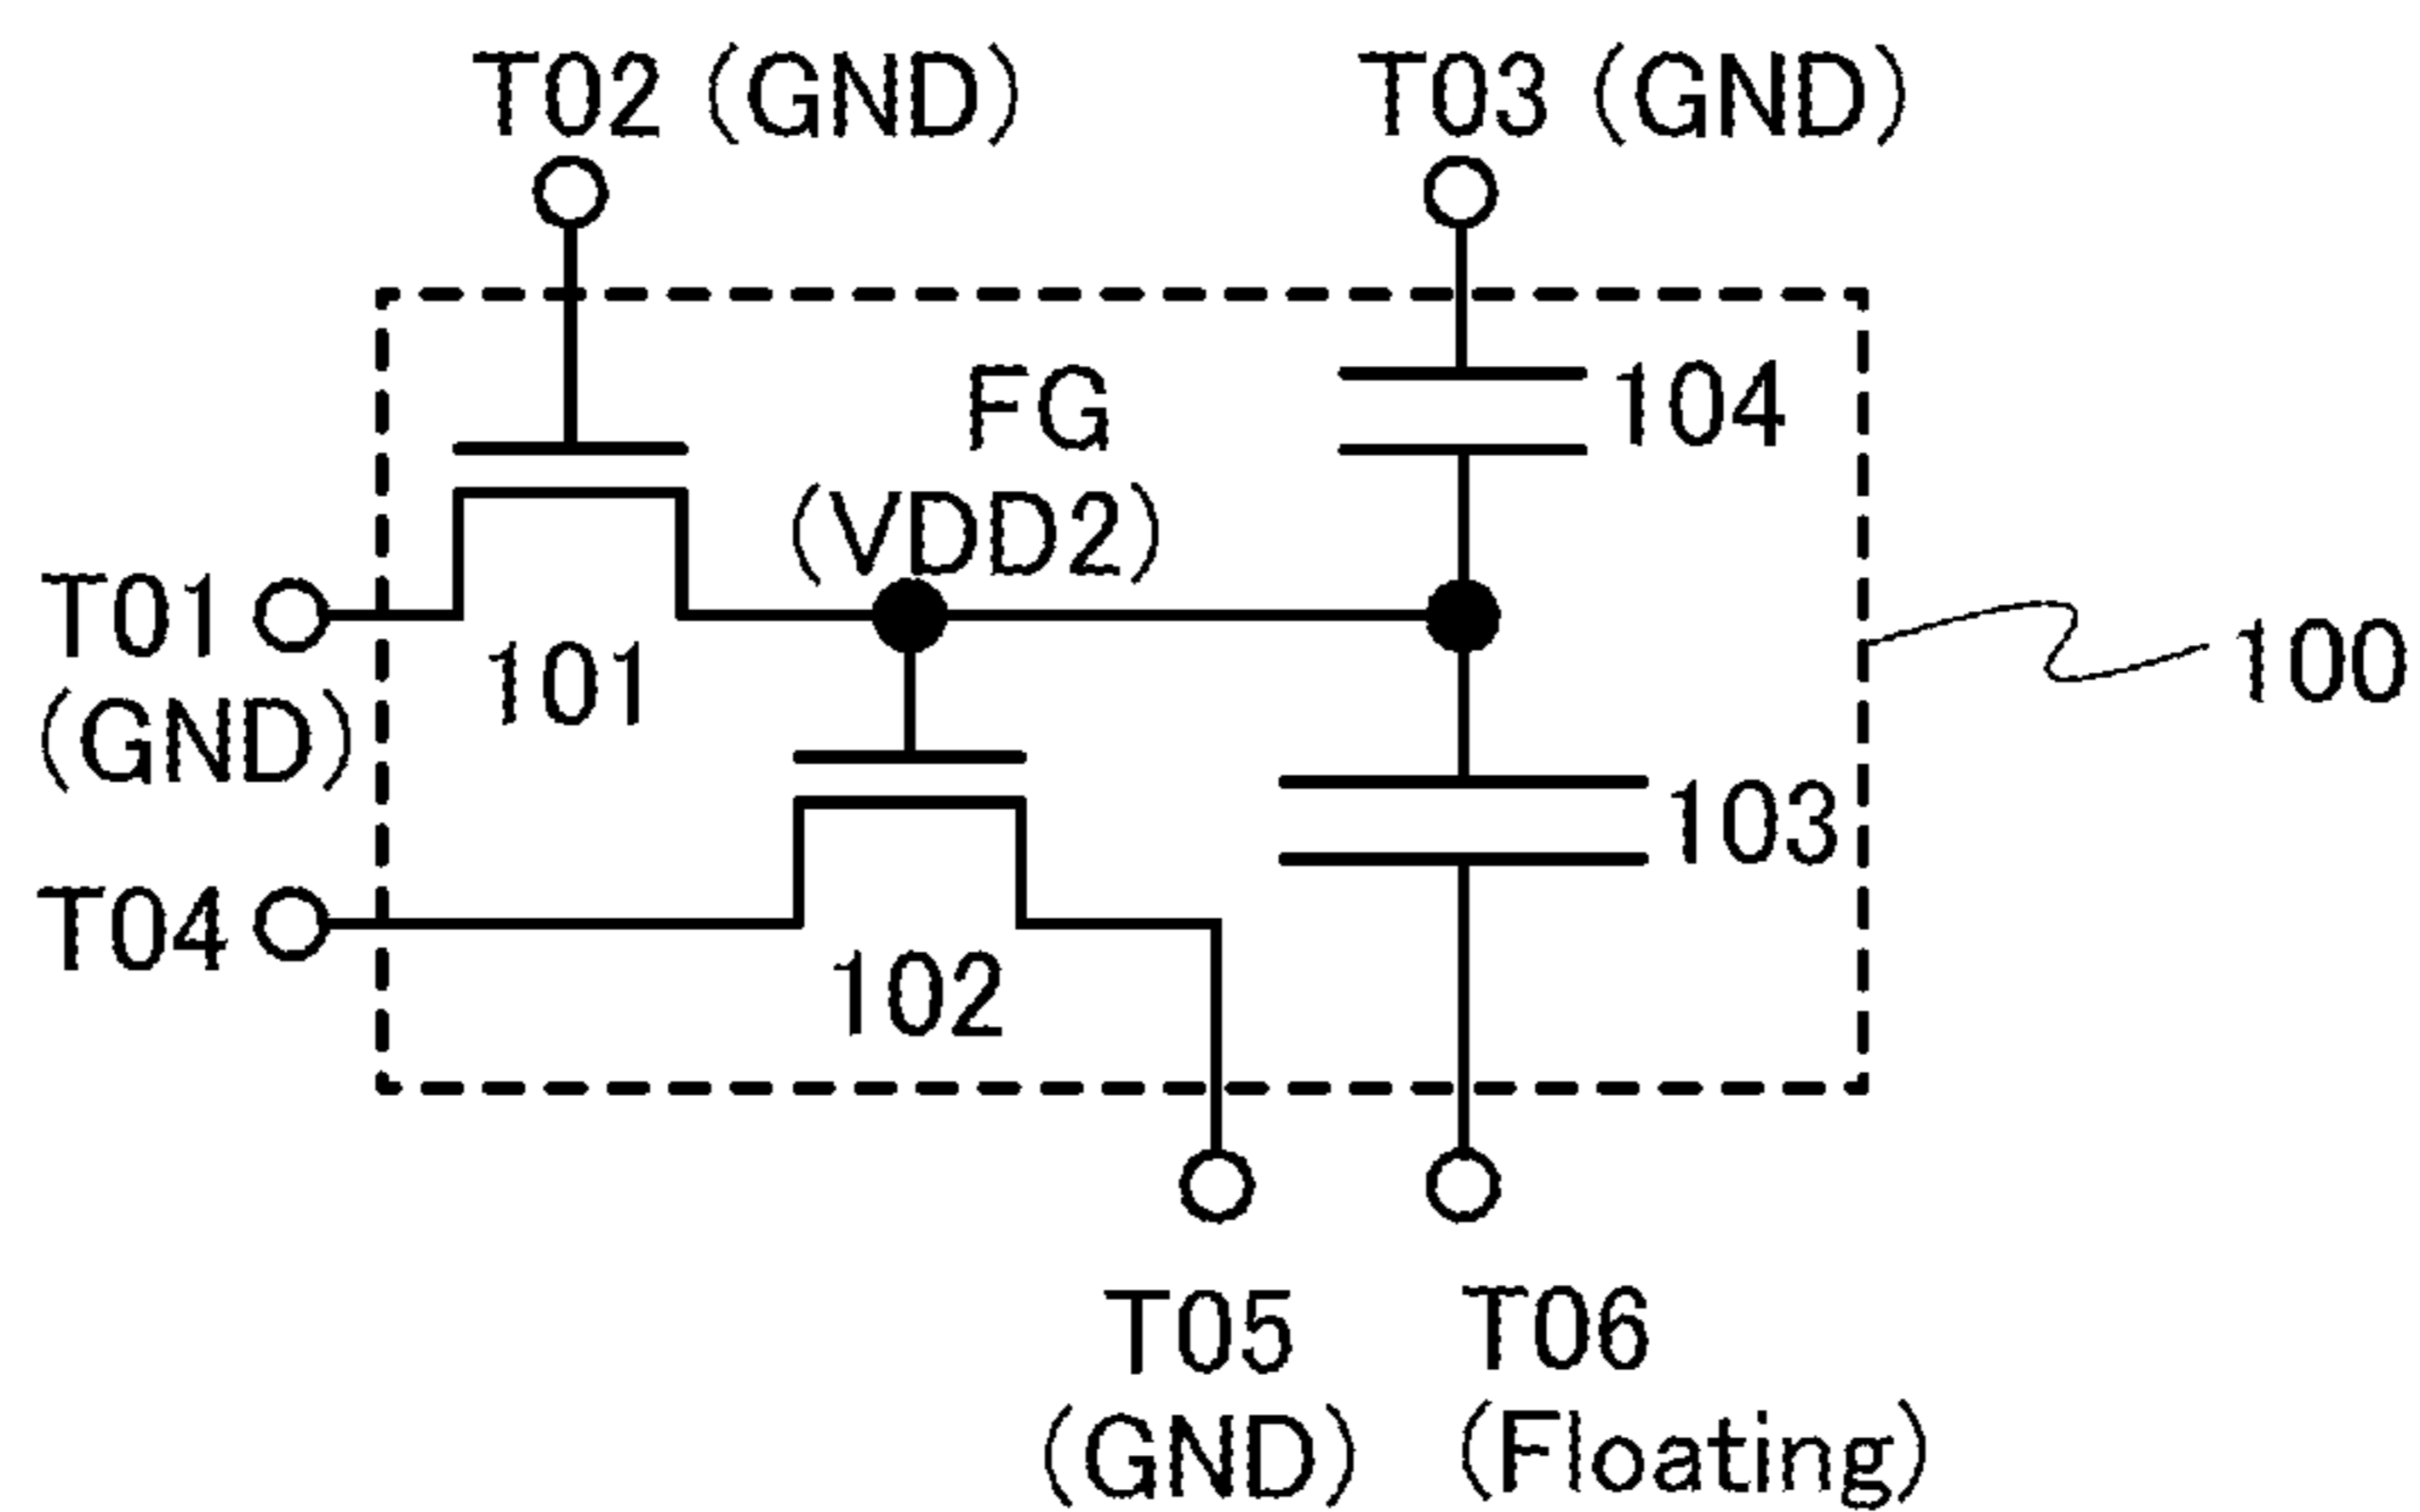 T02 (GND)
T03 (GND)
FG
(VDD2)
104
T01
(GND)
101
100
103
T04
102
T05
(GND)
T06
(Floating)